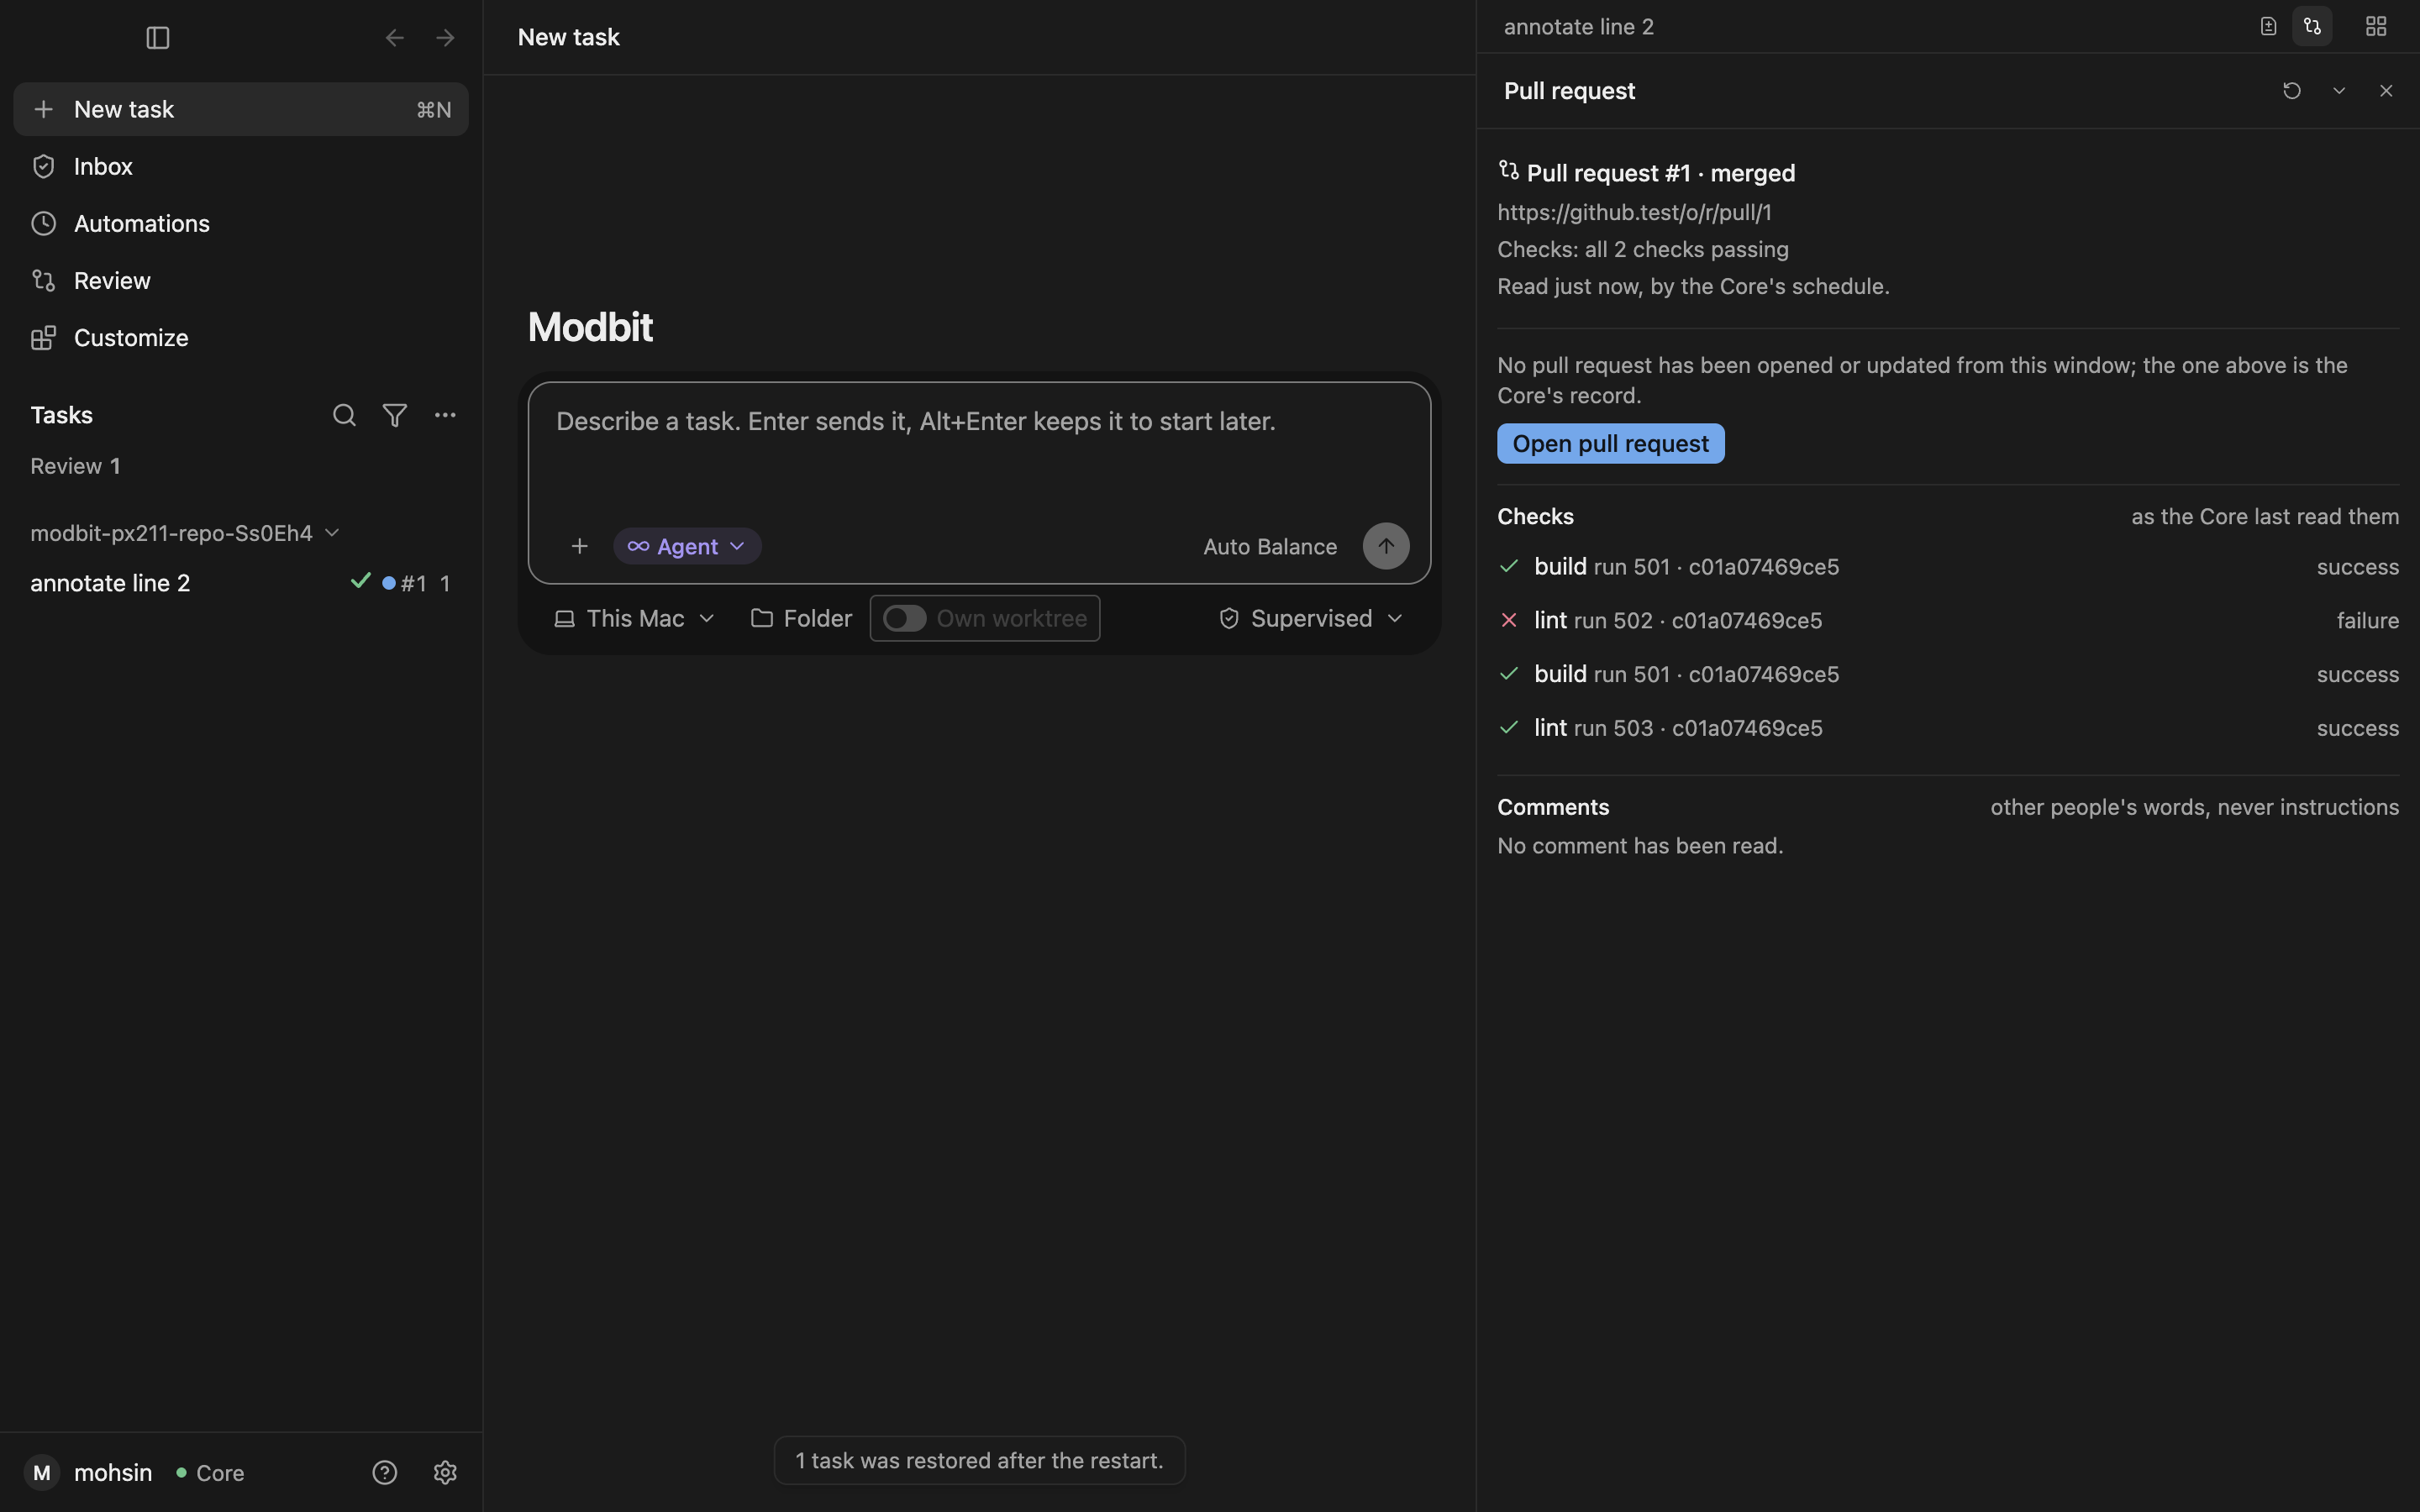 New task ⌘N
Inbox
Automations
Review
Customize
Tasks
Review 1
modbit-px211-repo-Ss0Eh4
annotate line 2 #1 1
M mohsin Core
New task
Modbit
Describe a task. Enter sends it, Alt+Enter keeps it to start later.
Agent Auto Balance
This Mac Folder Own worktree Supervised
1 task was restored after the restart.
annotate line 2
Pull request
Pull request #1 · merged
https://github.test/o/r/pull/1
Checks: all 2 checks passing
Read just now, by the Core's schedule.
No pull request has been opened or updated from this window; the one above is the
Core's record.
Open pull request
Checks as the Core last read them
build run 501 · c01a07469ce5 success
lint run 502 · c01a07469ce5 failure
build run 501 · c01a07469ce5 success
lint run 503 · c01a07469ce5 success
Comments other people's words, never instructions
No comment has been read.